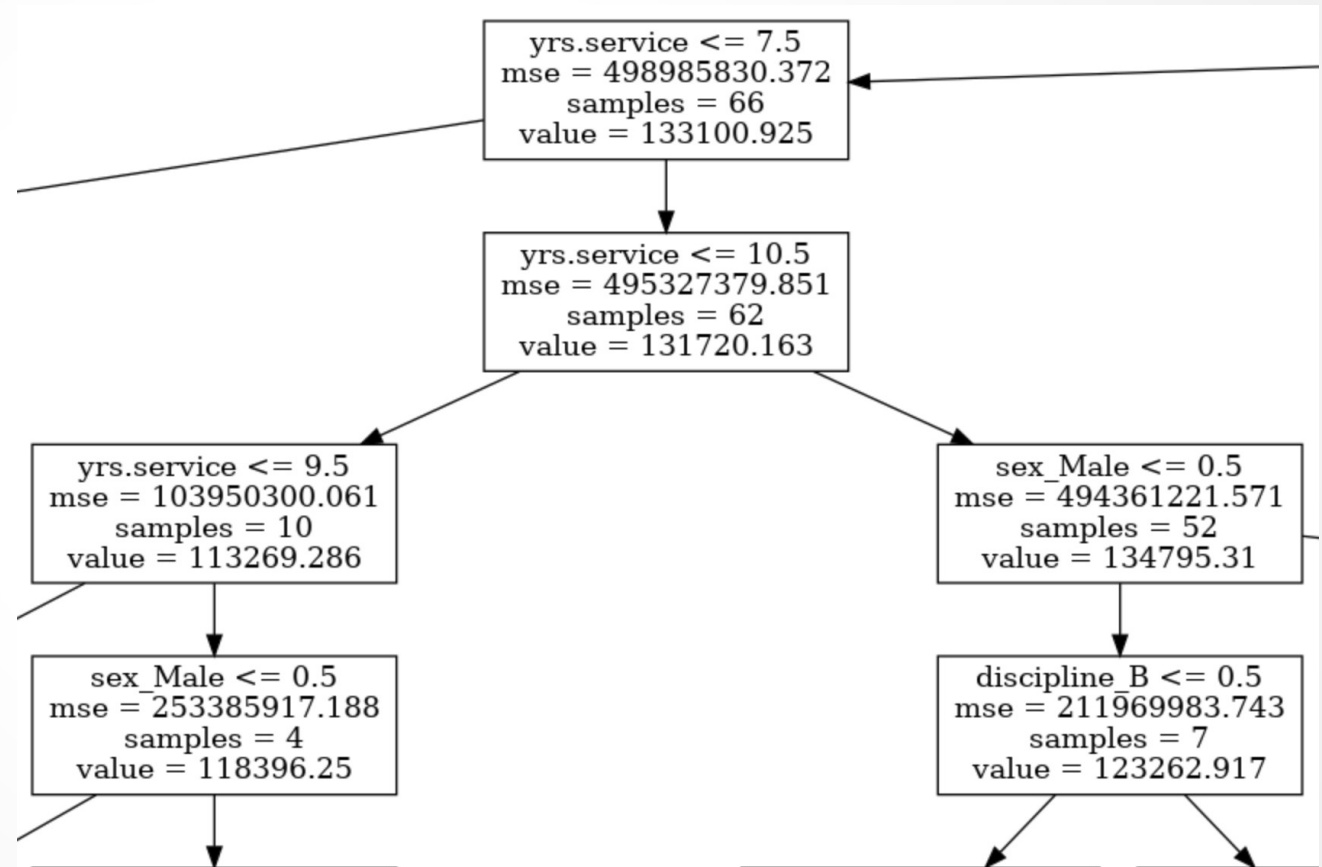 yrs.service <= 7.5
mse = 498985830.372
samples = 66
value = 133100.925
yrs.service <= 10.5
mse = 495327379.851
samples = 62
value = 131720.163
yrs.service <= 9.5
mse = 103950300.061
samples = 10
value = 113269.286
sex_Male <= 0.5
mse = 494361221.571
samples = 52
value = 134795.31
sex_Male <= 0.5
mse = 253385917.188
samples = 4
value = 118396.25
discipline_B <= 0.5
mse = 211969983.743
samples = 7
value = 123262.917